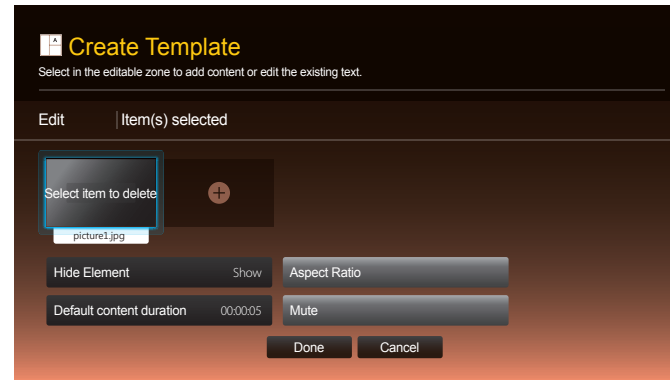 Create Template
Select in the editable zone to add content or edit the existing text.
Edit Item(s) selected
Select item to delete
picture1.jpg
Hide Element Show Aspect Ratio
Default content duration 00:00:05 Mute
Done Cancel